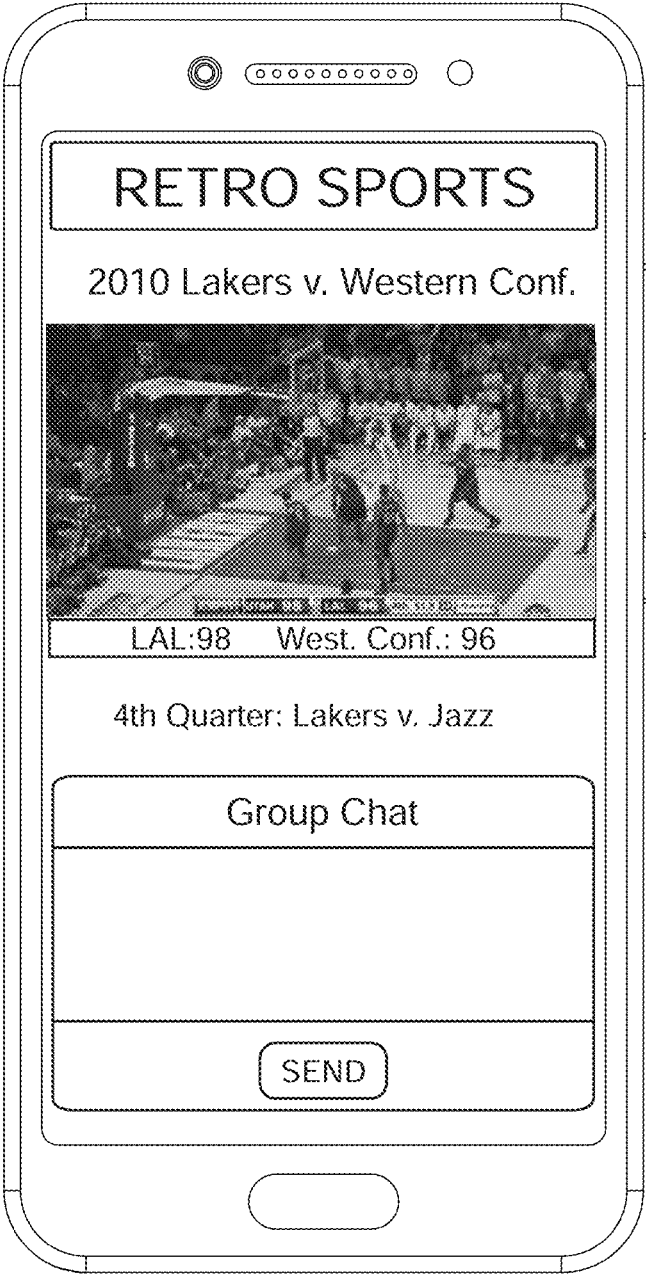 RETRO SPORTS
2010 Lakers v. Western Conf.
LAL:98 West. Conf.: 96
4th Quarter: Lakers v. Jazz
Group Chat
SEND